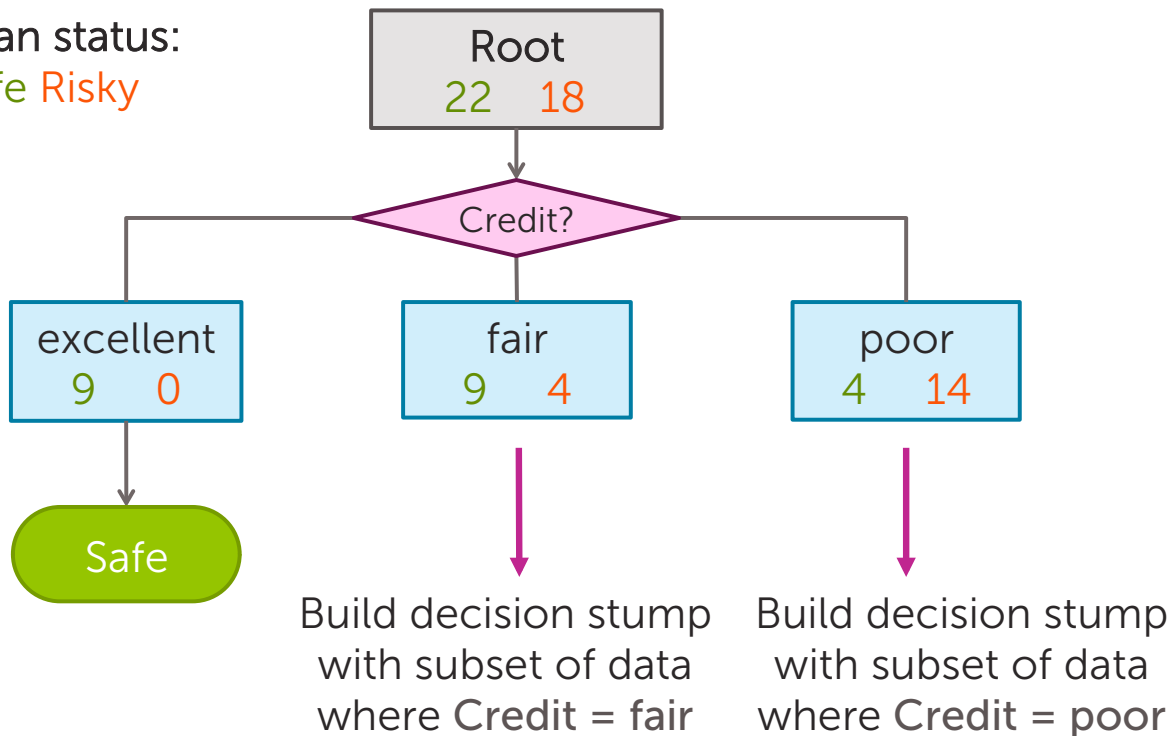 an status:
fe Risky
Root
22 18
Credit?
excellent
9 0
fair
9 4
poor
4 14
Safe
Build decision stump
with subset of data
where Credit = fair
Build decision stump
with subset of data
where Credit = poor